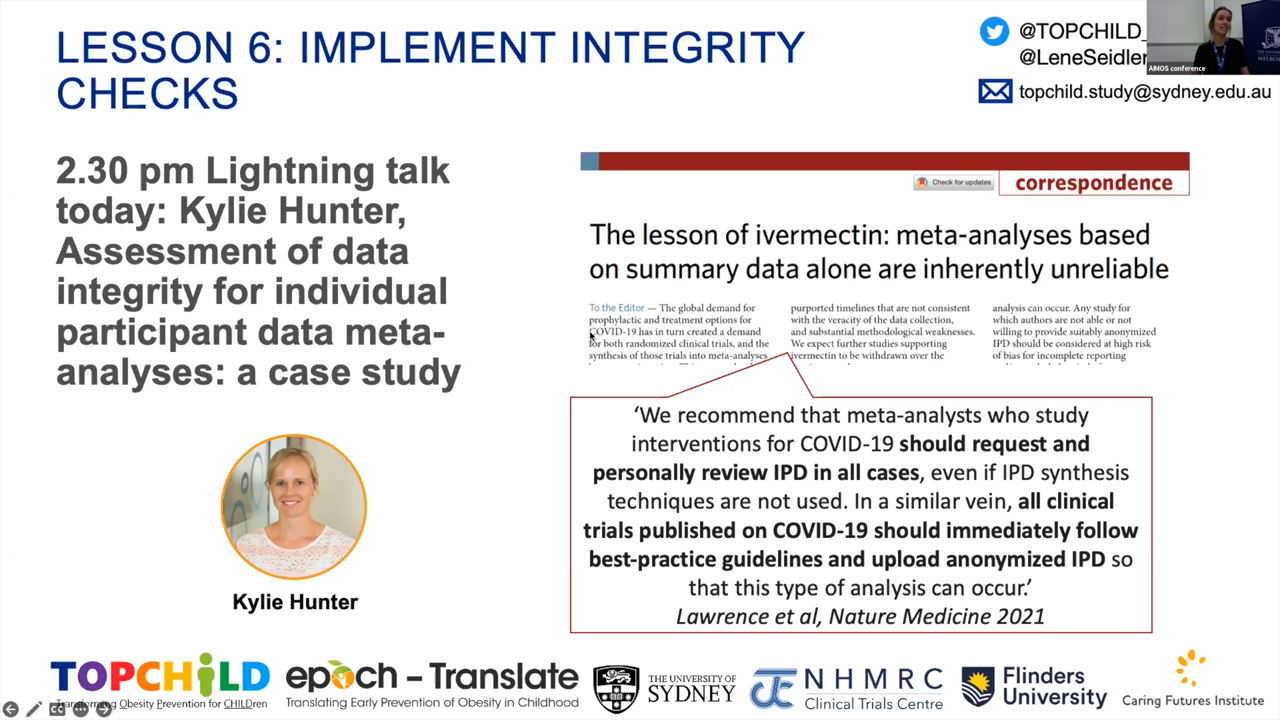 LESSON 6: IMPLEMENT INTEGRITY
CHECKS
@TOPCHILD_
@LeneSeidler
topchild.study@sydney.edu.au
AIMOS conference
2.30 pm Lightning talk
today: Kylie Hunter,
Assessment of data
integrity for individual
participant data meta-
analyses: a case study
Kylie Hunter
Check for updates
correspondence
The lesson of ivermectin: meta-analyses based
on summary data alone are inherently unreliable
To the Editor — The global demand for
prophylactic and treatment options for
COVID-19 has in turn created a demand
for both randomized clinical trials, and the
synthesis of those trials into meta-analyses
purported timelines that are not consistent
with the veracity of the data collection,
and substantial methodological weaknesses.
We expect further studies supporting
ivermectin to be withdrawn over the
analysis can occur. Any study for
which authors are not able or not
willing to provide suitably anonymized
IPD should be considered at high risk
of bias for incomplete reporting
‘We recommend that meta-analysts who study
interventions for COVID-19 should request and
personally review IPD in all cases, even if IPD synthesis
techniques are not used. In a similar vein, all clinical
trials published on COVID-19 should immediately follow
best-practice guidelines and upload anonymized IPD so
that this type of analysis can occur.’
Lawrence et al, Nature Medicine 2021
TOPCHiLD
Transforming Obesity Prevention for CHILDren
epoch – Translate
Translating Early Prevention of Obesity in Childhood
THE UNIVERSITY OF
SYDNEY
NHMRC
Clinical Trials Centre
Flinders
University
Caring Futures Institute